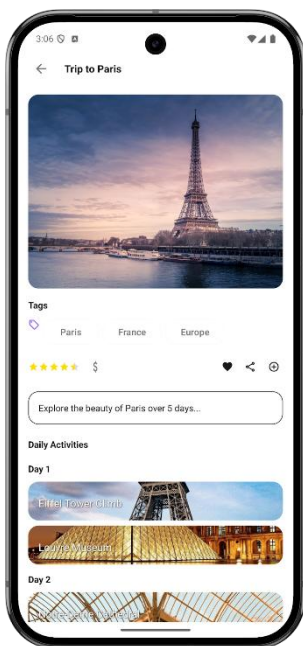 3:06
Trip to Paris
Tags
Paris France Europe
$
Explore the beauty of Paris over 5 days...
Daily Activities
Day 1
Eiffel Tower Climb
Louvre Museum
Day 2